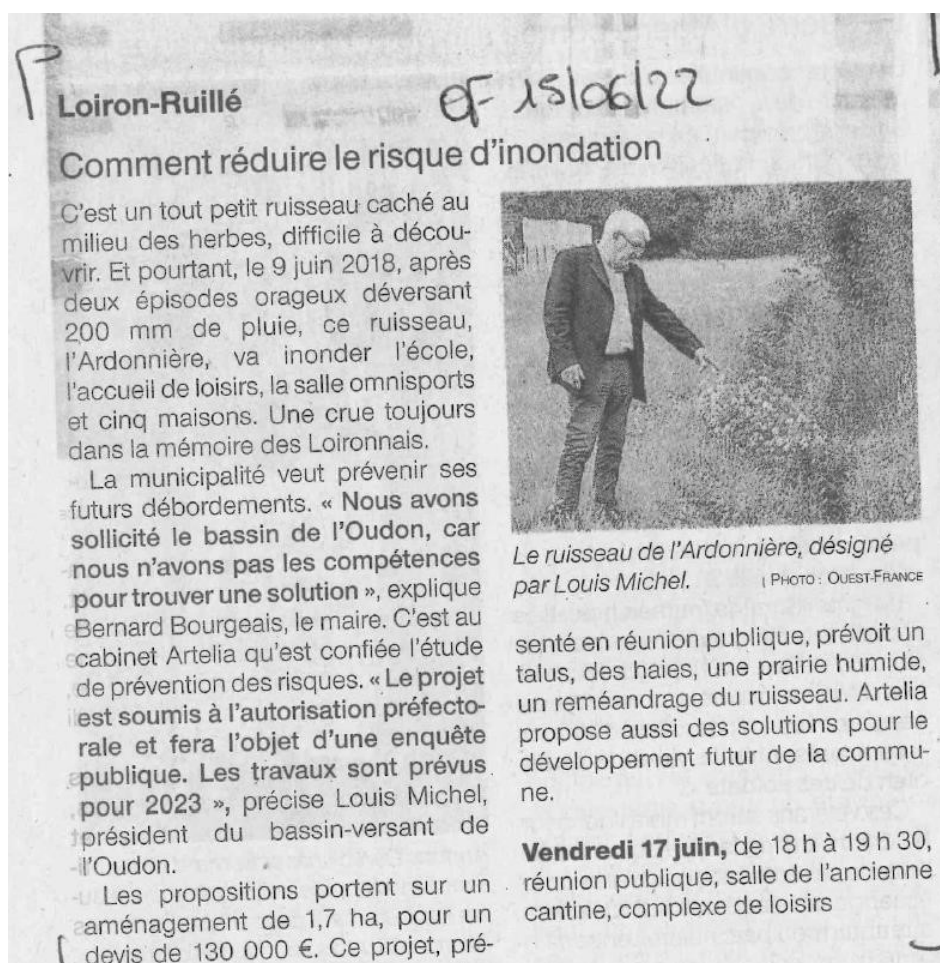 Loiron-Ruillé
OF 15/06/22
Comment réduire le risque d'inondation
C'est un tout petit ruisseau caché au
milieu des herbes, difficile à décou-
vrir. Et pourtant, le 9 juin 2018, après
deux épisodes orageux déversant
200 mm de pluie, ce ruisseau,
l'Ardonnière, va inonder l'école,
l'accueil de loisirs, la salle omnisports
et cinq maisons. Une crue toujours
dans la mémoire des Loironnais.
La municipalité veut prévenir ses
futurs débordements. « Nous avons
sollicité le bassin de l'Oudon, car
nous n'avons pas les compétences
pour trouver une solution », explique
Bernard Bourgeais, le maire. C'est au
cabinet Artelia qu'est confiée l'étude
de prévention des risques. « Le projet
est soumis à l'autorisation préfecto-
rale et fera l'objet d'une enquête
publique. Les travaux sont prévus
pour 2023 », précise Louis Michel,
président du bassin-versant de
l'Oudon.
Les propositions portent sur un
aménagement de 1,7 ha, pour un
devis de 130 000 €. Ce projet, pré-
Le ruisseau de l'Ardonnière, désigné
par Louis Michel. | PHOTO : OUEST-FRANCE
senté en réunion publique, prévoit un
talus, des haies, une prairie humide,
un reméandrage du ruisseau. Artelia
propose aussi des solutions pour le
développement futur de la commu-
ne.
Vendredi 17 juin, de 18 h à 19 h 30,
réunion publique, salle de l'ancienne
cantine, complexe de loisirs